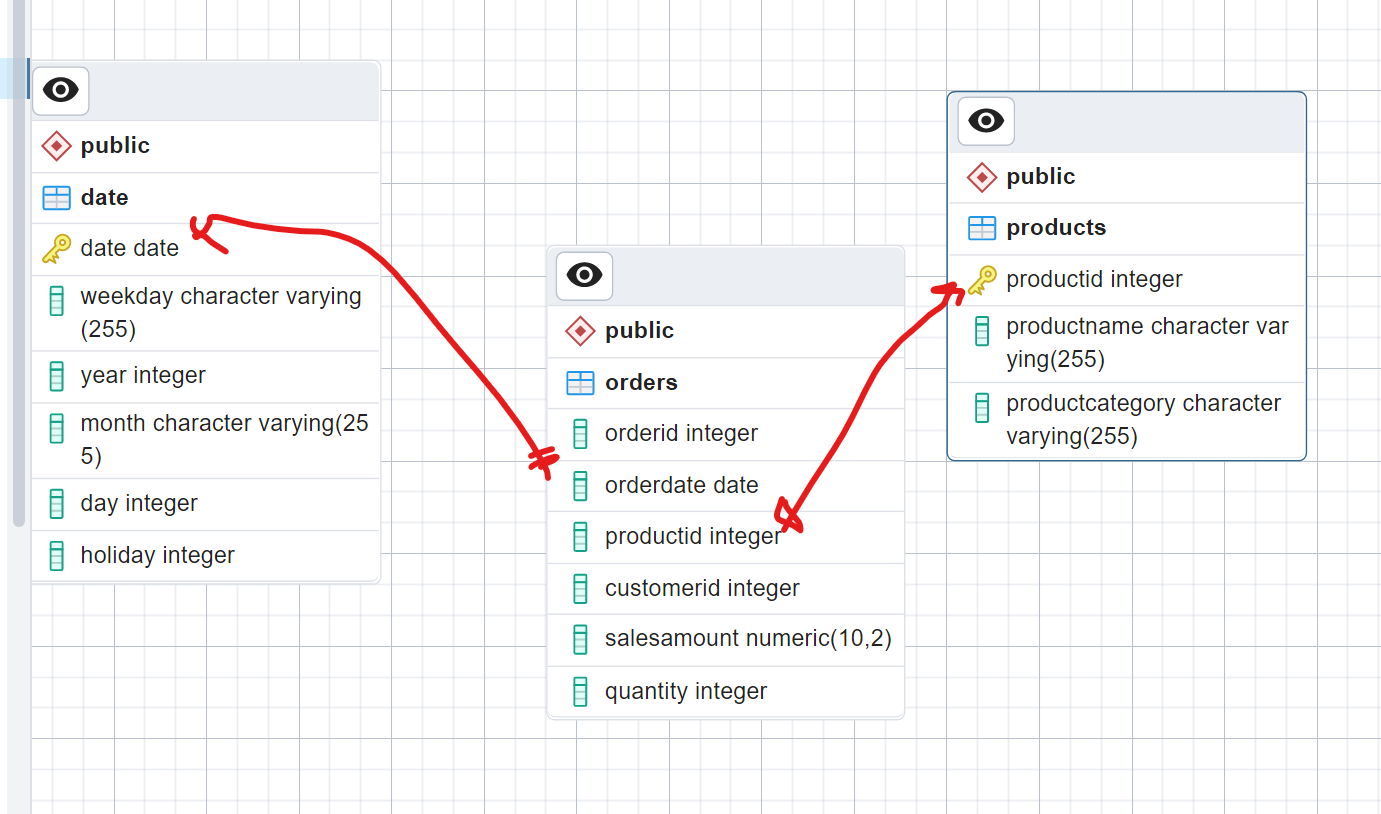 public
date
date date
weekday character varying
(255)
year integer
month character varying(25
5)
day integer
holiday integer
public
orders
orderid integer
orderdate date
productid integer
customerid integer
salesamount numeric(10,2)
quantity integer
public
products
productid integer
productname character var
ying(255)
productcategory character
varying(255)